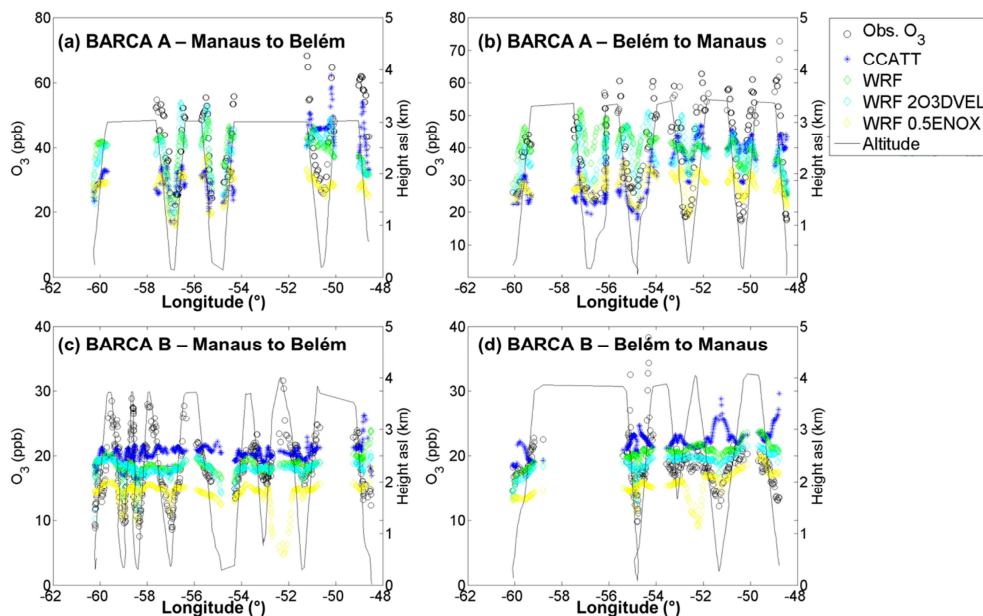 (a) BARCA A – Manaus to Belém
80
60
40
20
0
O3 (ppb)
5
4
3
2
1
0
Height asl (km)
-62 -60 -58 -56 -54 -52 -50 -48
Longitude (°)
(b) BARCA A – Belém to Manaus
80
70
60
50
40
30
20
10
0
O3 (ppb)
5
4
3
2
1
0
Height asl (km)
-62 -60 -58 -56 -54 -52 -50 -48
Longitude (°)
Obs. O3
CCATT
WRF
WRF 2O3DVEL
WRF 0.5ENOX
Altitude
(c) BARCA B – Manaus to Belém
40
30
20
10
0
O3 (ppb)
5
4
3
2
1
0
Height asl (km)
-62 -60 -58 -56 -54 -52 -50 -48
Longitude (°)
(d) BARCA B – Belém to Manaus
40
30
20
10
0
O3 (ppb)
5
4
3
2
1
0
Height asl (km)
-62 -60 -58 -56 -54 -52 -50 -48
Longitude (°)